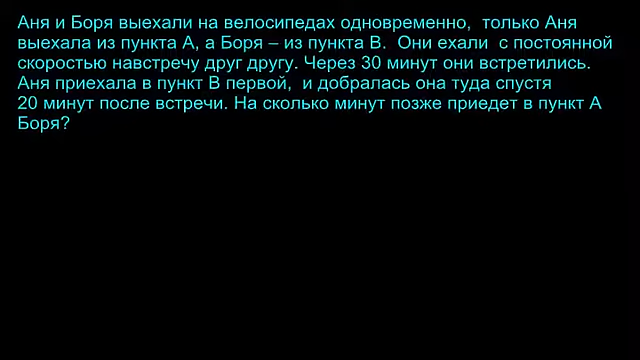 Аня и Боря выехали на велосипедах одновременно,  только Аня
выехала из пункта А, а Боря – из пункта В.  Они ехали  с постоянной
скоростью навстречу друг другу. Через 30 минут они встретились.
Аня приехала в пункт В первой,  и добралась она туда спустя
20 минут после встречи. На сколько минут позже приедет в пункт А
Боря?